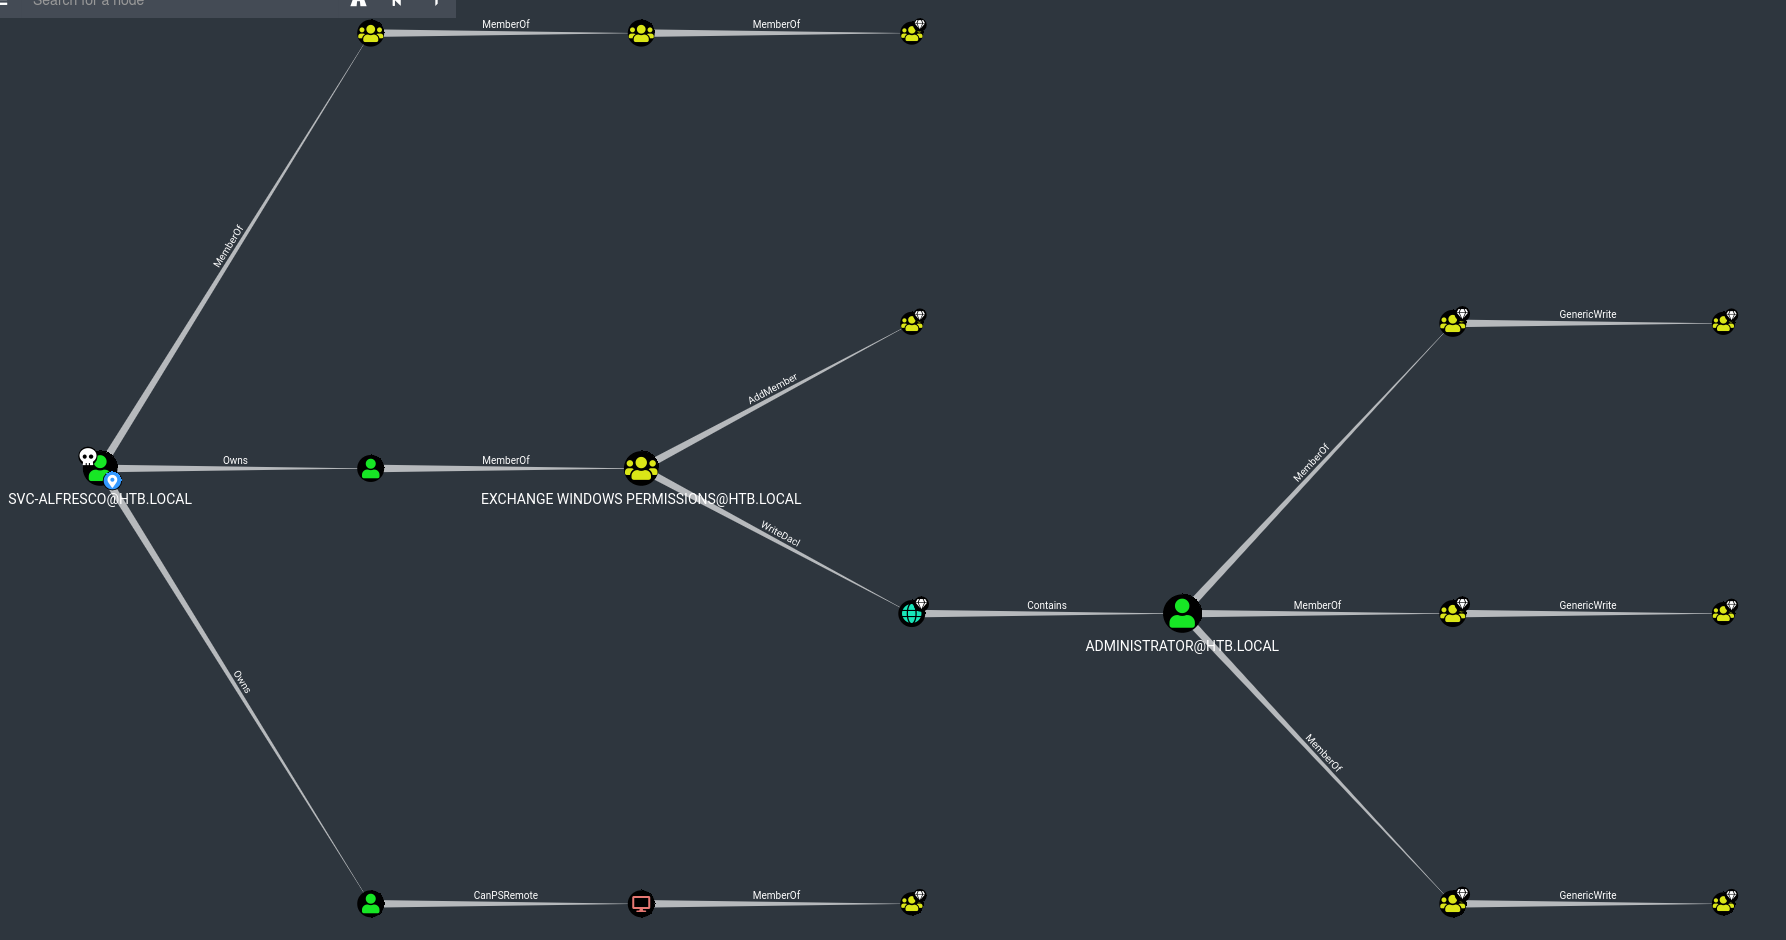 Search for a node
MemberOf
MemberOf
MemberOf
GenericWrite
AddMember
MemberOf
Owns
MemberOf
SVC-ALFRESCO@HTB.LOCAL
EXCHANGE WINDOWS PERMISSIONS@HTB.LOCAL
WriteDacl
Contains
MemberOf
GenericWrite
ADMINISTRATOR@HTB.LOCAL
Owns
MemberOf
CanPSRemote
MemberOf
GenericWrite